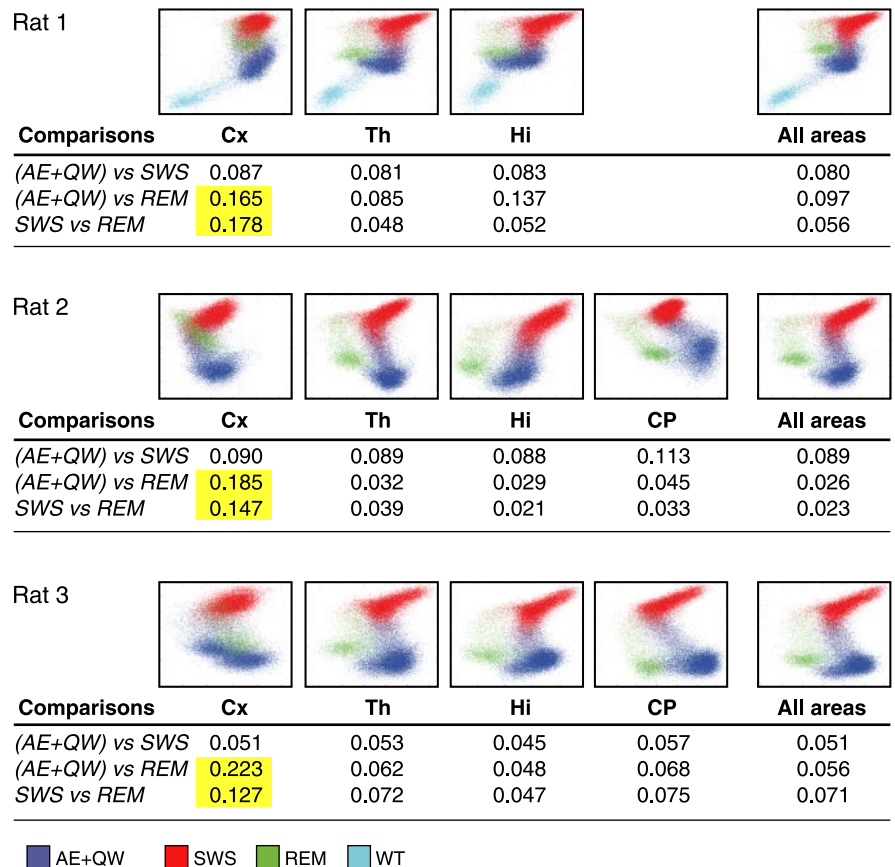 Rat 1
Comparisons Cx Th Hi All areas
(AE+QW) vs SWS 0.087 0.081 0.083 0.080
(AE+QW) vs REM 0.165 0.085 0.137 0.097
SWS vs REM 0.178 0.048 0.052 0.056
Rat 2
Comparisons Cx Th Hi CP All areas
(AE+QW) vs SWS 0.090 0.089 0.088 0.113 0.089
(AE+QW) vs REM 0.185 0.032 0.029 0.045 0.026
SWS vs REM 0.147 0.039 0.021 0.033 0.023
Rat 3
Comparisons Cx Th Hi CP All areas
(AE+QW) vs SWS 0.051 0.053 0.045 0.057 0.051
(AE+QW) vs REM 0.223 0.062 0.048 0.068 0.056
SWS vs REM 0.127 0.072 0.047 0.075 0.071
AE+QW SWS REM WT